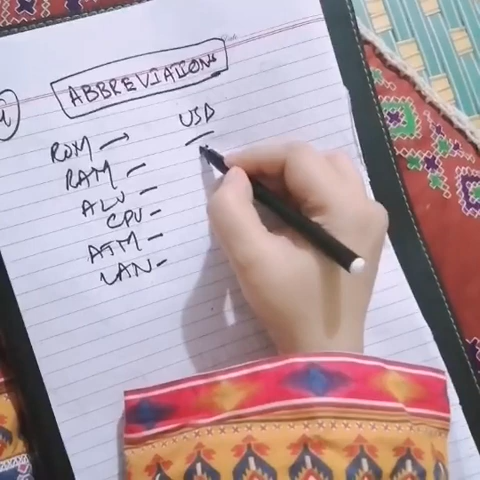 ABBREVIATIONS
ROM →
USD
RAM –
ALU –
CPU –
ATM –
LAN –